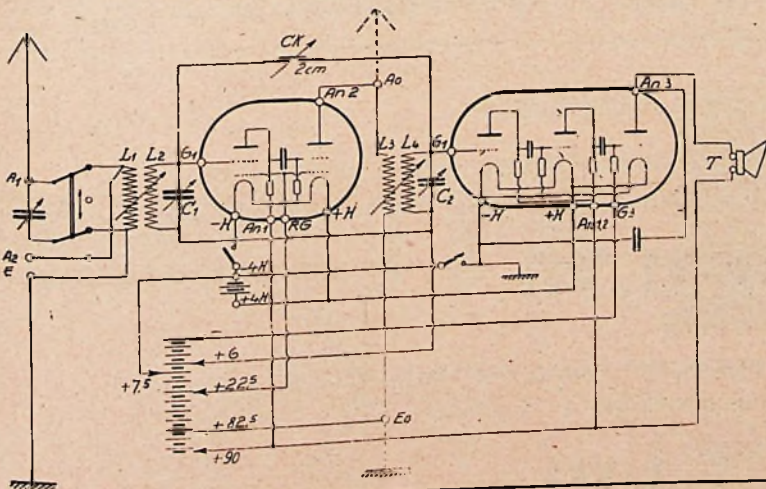 CK
2cm
An 2
Ao
An 3
A1
L1
L2
G1
C1
L3
L4
G1
C2
T
-H
An1
RG
+H
-H
+H
An1,2
G3
A2
E
-4H
+4H
+6
+7.5
+22.5
+82.5
Eo
+90